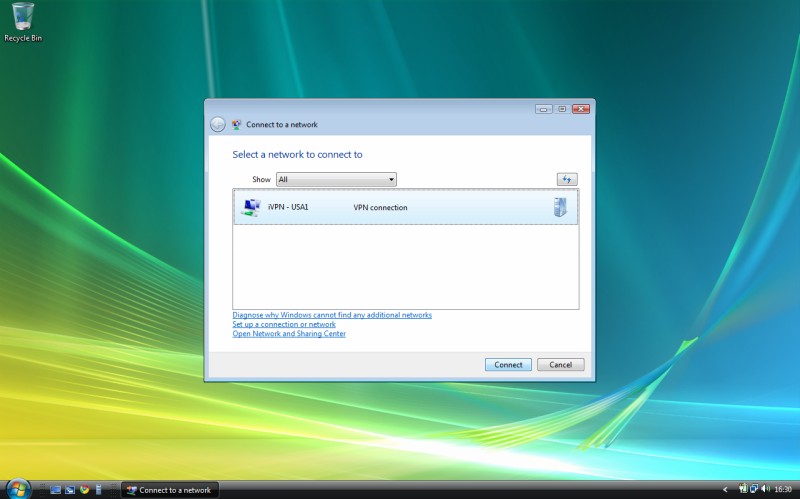 Recycle Bin
Connect to a network
Select a network to connect to
Show All
iVPN - USA1 VPN connection
Diagnose why Windows cannot find any additional networks
Set up a connection or network
Open Network and Sharing Center
Connect Cancel
Connect to a network 16:30